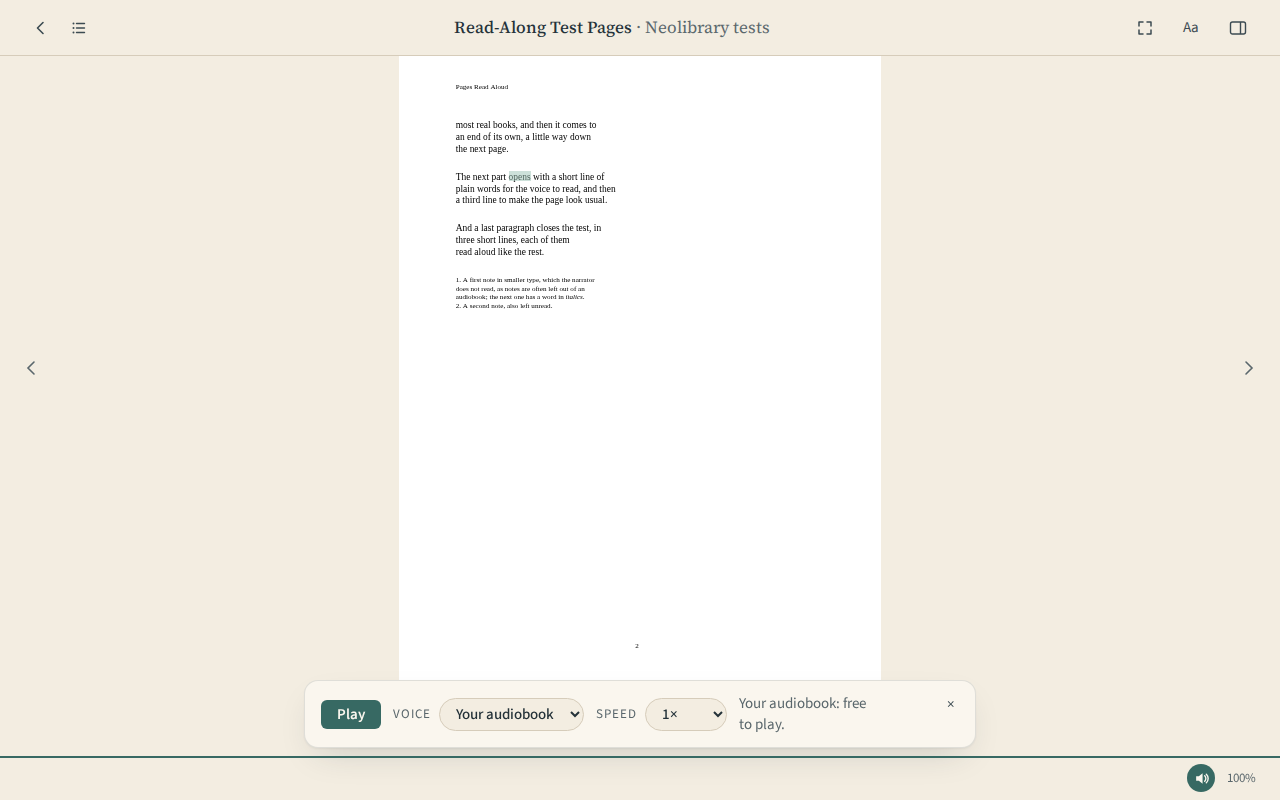 Read-Along Test Pages · Neolibrary tests
Aa
Pages Read Aloud
most real books, and then it comes to
an end of its own, a little way down
the next page.
The next part opens with a short line of
plain words for the voice to read, and then
a third line to make the page look usual.
And a last paragraph closes the test, in
three short lines, each of them
read aloud like the rest.
1. A first note in smaller type, which the narrator
does not read, as notes are often left out of an
audiobook; the next one has a word in italics.
2. A second note, also left unread.
2
Play VOICE Your audiobook SPEED 1× Your audiobook: free
to play.
×
100%